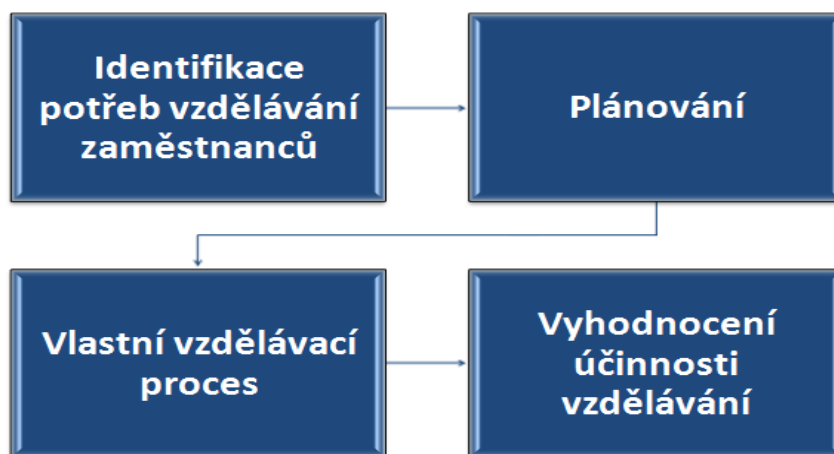 Identifikace
potřeb vzdělávání
zaměstnanců
Plánování
Vlastní vzdělávací
proces
Vyhodnocení
účinnosti
vzdělávání